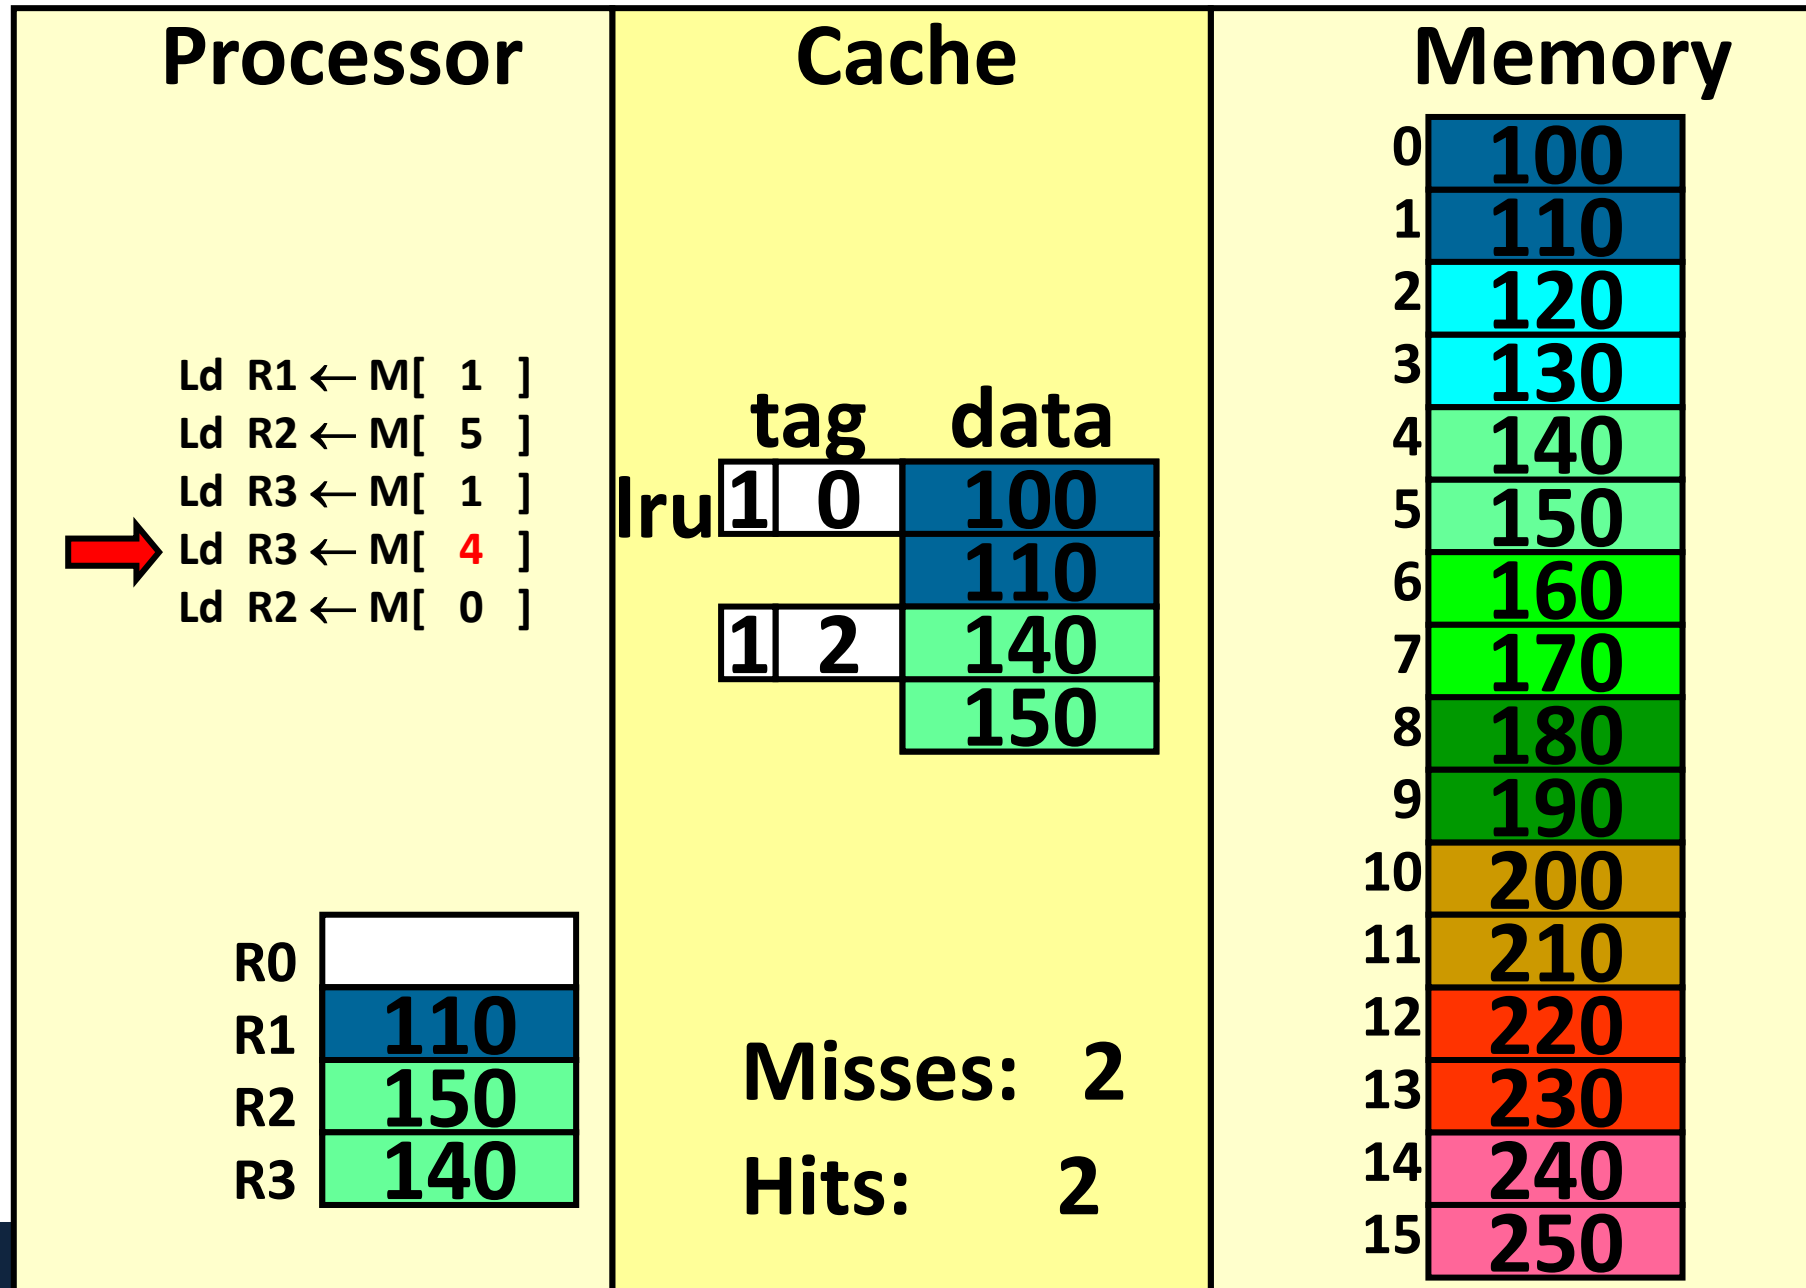 Processor
Ld R1 ← M[ 1 ]
Ld R2 ← M[ 5 ]
Ld R3 ← M[ 1 ]
Ld R3 ← M[ 4 ]
Ld R2 ← M[ 0 ]
R0
R1 110
R2 150
R3 140
Cache
tag data
lru 1 0 100
110
1 2 140
150
Misses: 2
Hits: 2
Memory
0 100
1 110
2 120
3 130
4 140
5 150
6 160
7 170
8 180
9 190
10 200
11 210
12 220
13 230
14 240
15 250